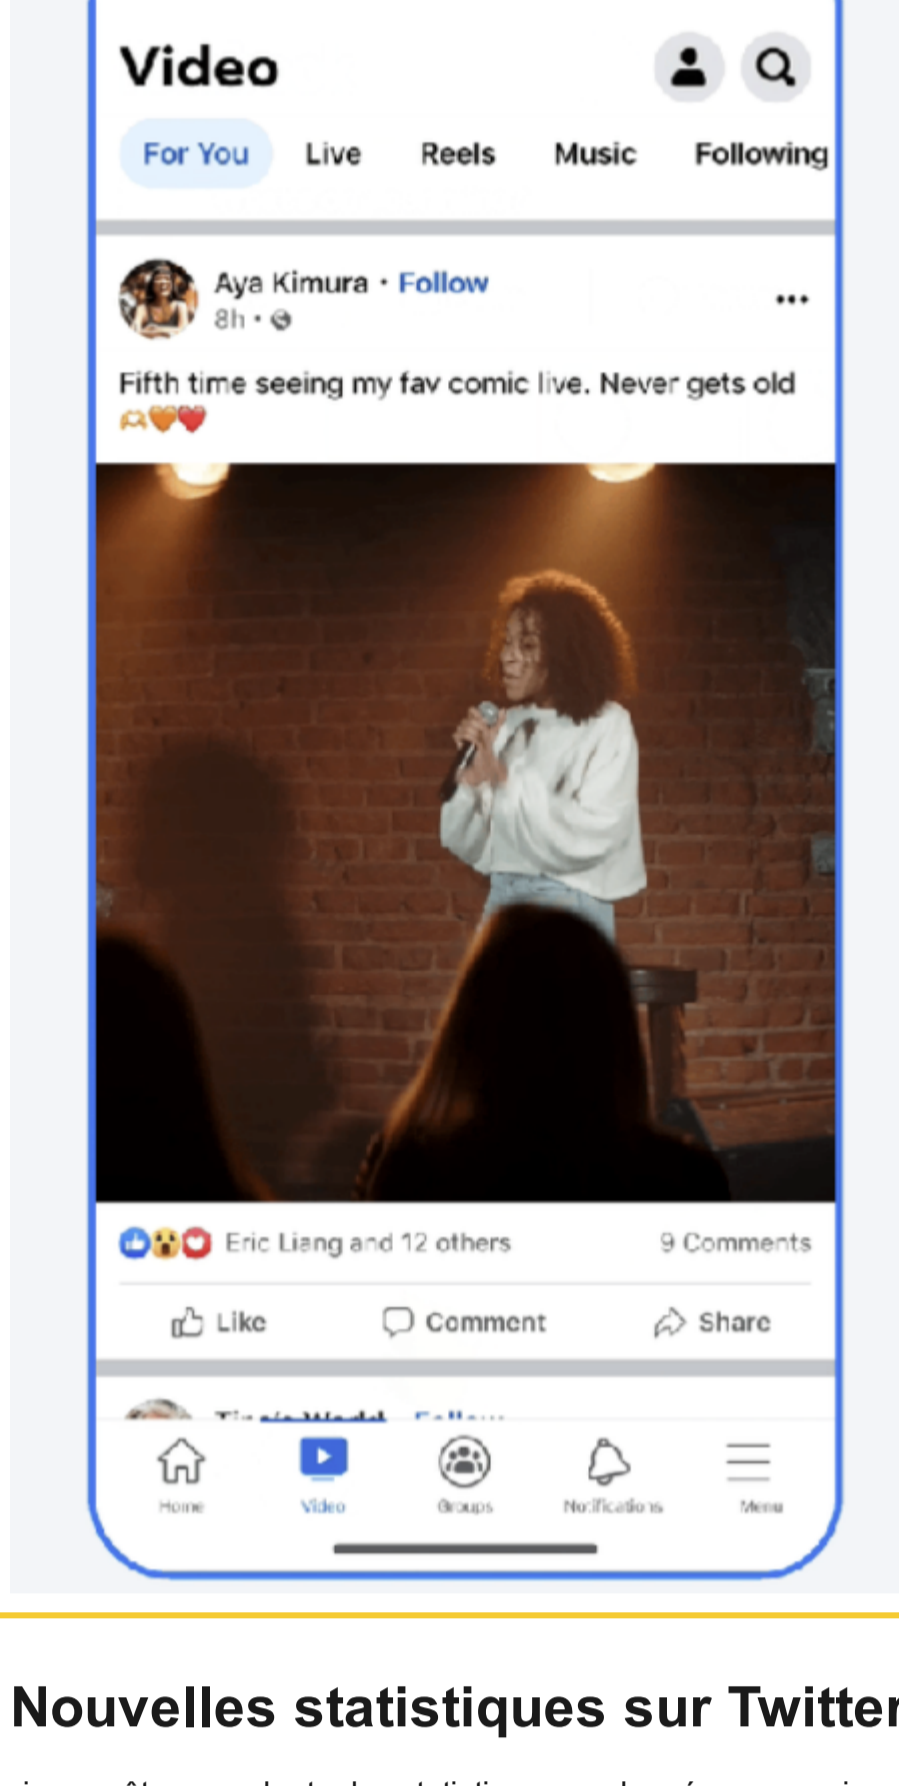 Video
For You Live Reels Music Following
Aya Kimura · Follow
8h ·
Fifth time seeing my fav comic live. Never gets old
🫶🧡❤️
Eric Liang and 12 others 9 Comments
Like Comment Share
Home Video Groups Notifications Menu
Nouvelles statistiques sur Twitter